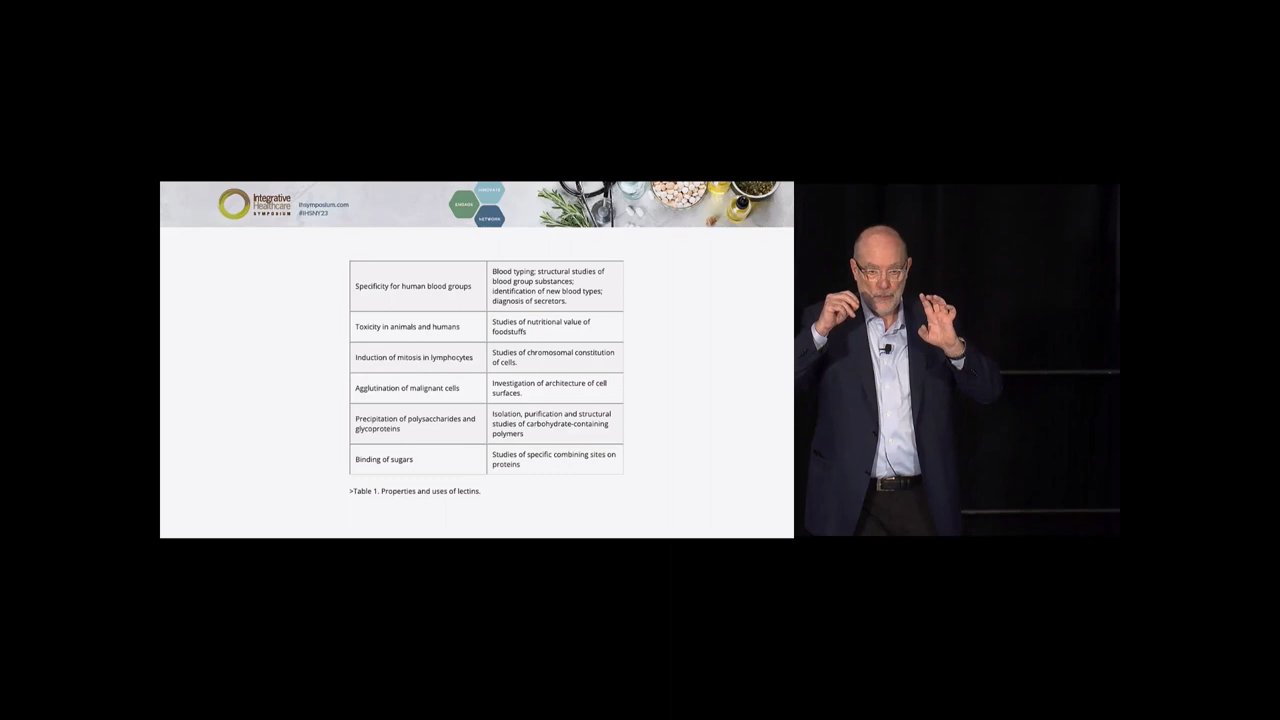 Integrative
Healthcare
SYMPOSIUM
ihsymposium.com
#IHSNY23
INNOVATE
ENGAGE
NETWORK
Specificity for human blood groups
Blood typing; structural studies of
blood group substances;
identification of new blood types;
diagnosis of secretors.
Toxicity in animals and humans
Studies of nutritional value of
foodstuffs
Induction of mitosis in lymphocytes
Studies of chromosomal constitution
of cells.
Agglutination of malignant cells
Investigation of architecture of cell
surfaces.
Precipitation of polysaccharides and
glycoproteins
Isolation, purification and structural
studies of carbohydrate-containing
polymers
Binding of sugars
Studies of specific combining sites on
proteins
>Table 1. Properties and uses of lectins.